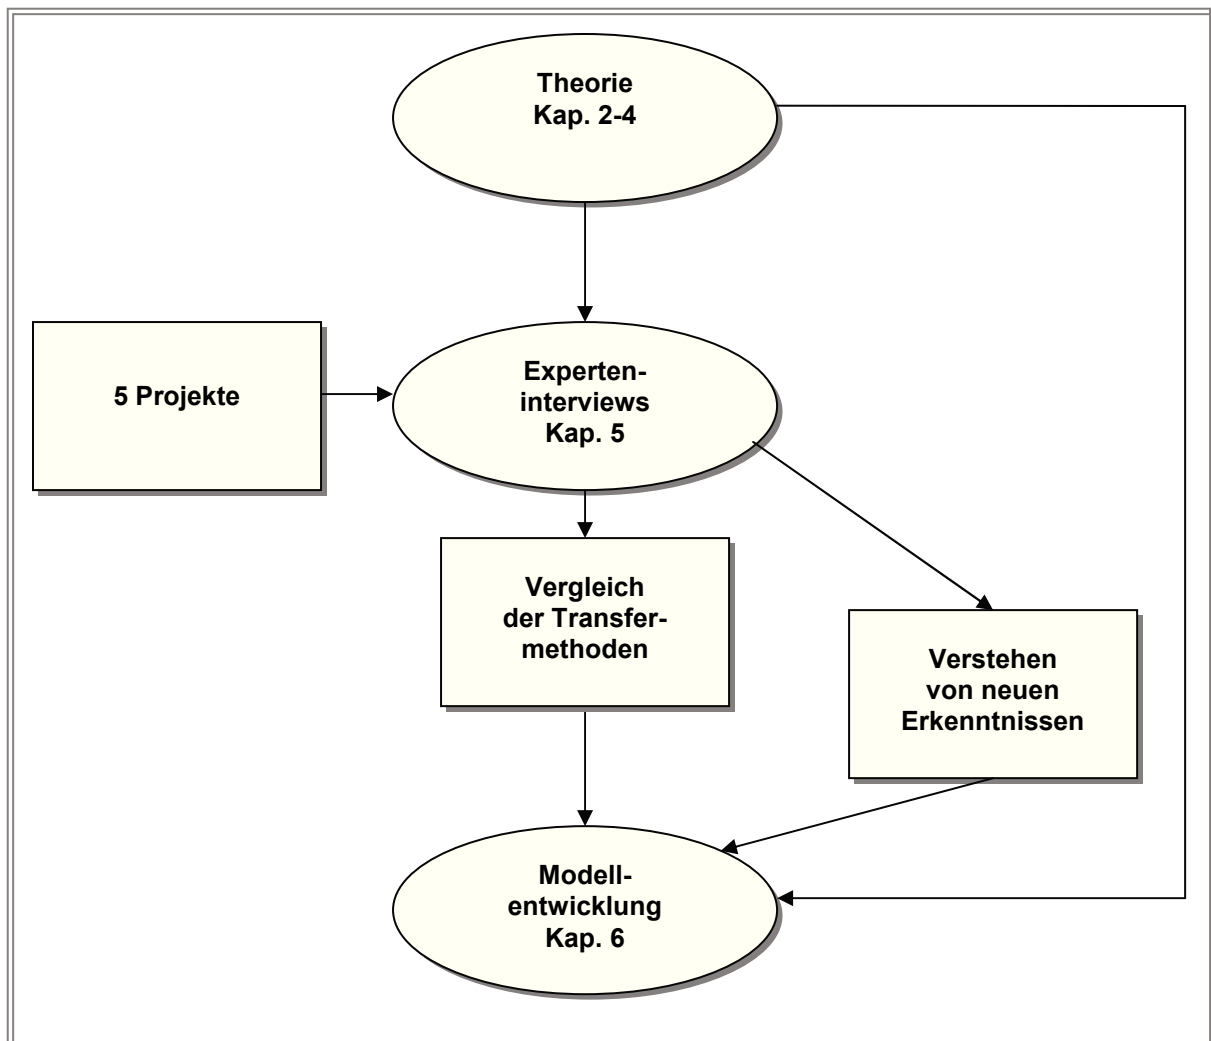 Theorie
Kap. 2-4
5 Projekte
Experten-
interviews
Kap. 5
Vergleich
der Transfer-
methoden
Verstehen
von neuen
Erkenntnissen
Modell-
entwicklung
Kap. 6